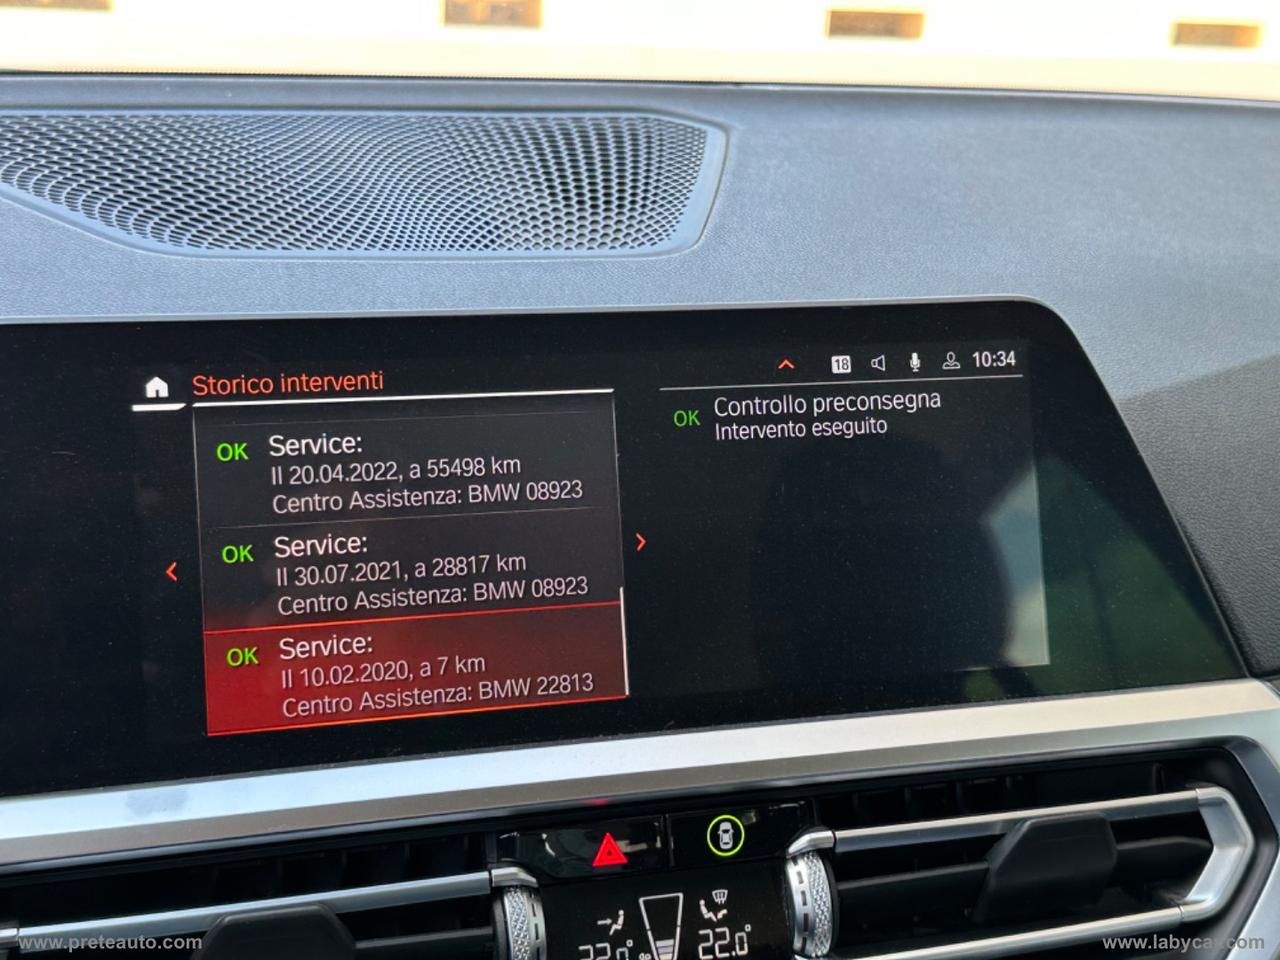 Storico interventi
18
10:34
OK
Service:
Il 20.04.2022, a 55498 km
Centro Assistenza: BMW 08923
OK
Service:
Il 30.07.2021, a 28817 km
Centro Assistenza: BMW 08923
OK
Service:
Il 10.02.2020, a 7 km
Centro Assistenza: BMW 22813
OK
Controllo preconsegna
Intervento eseguito
22.0°
www.preteauto.com
www.labycar.com